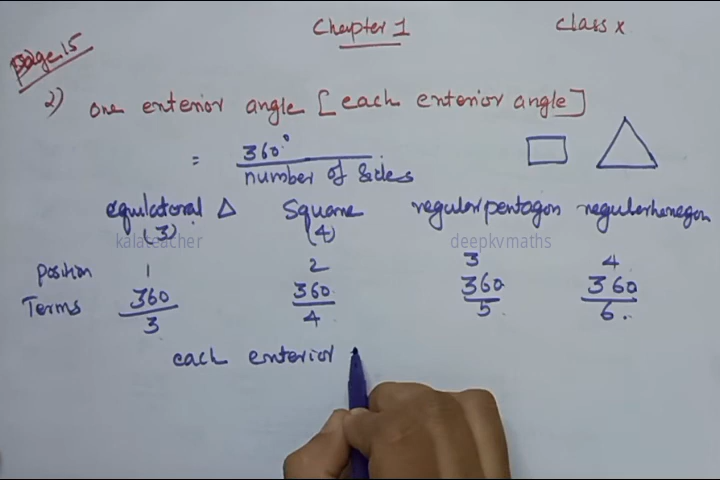 Chapter 1
Class x
page 15
2) one exterior angle [each exterior angle]
= 360° / number of sides
equilatoral △ Square regular pentagon regular hexagon
(3) (4)
kalateacher deepkvmaths
position 1 2 3 4
Terms 360/3 360/4 360/5 360/6
each exterior